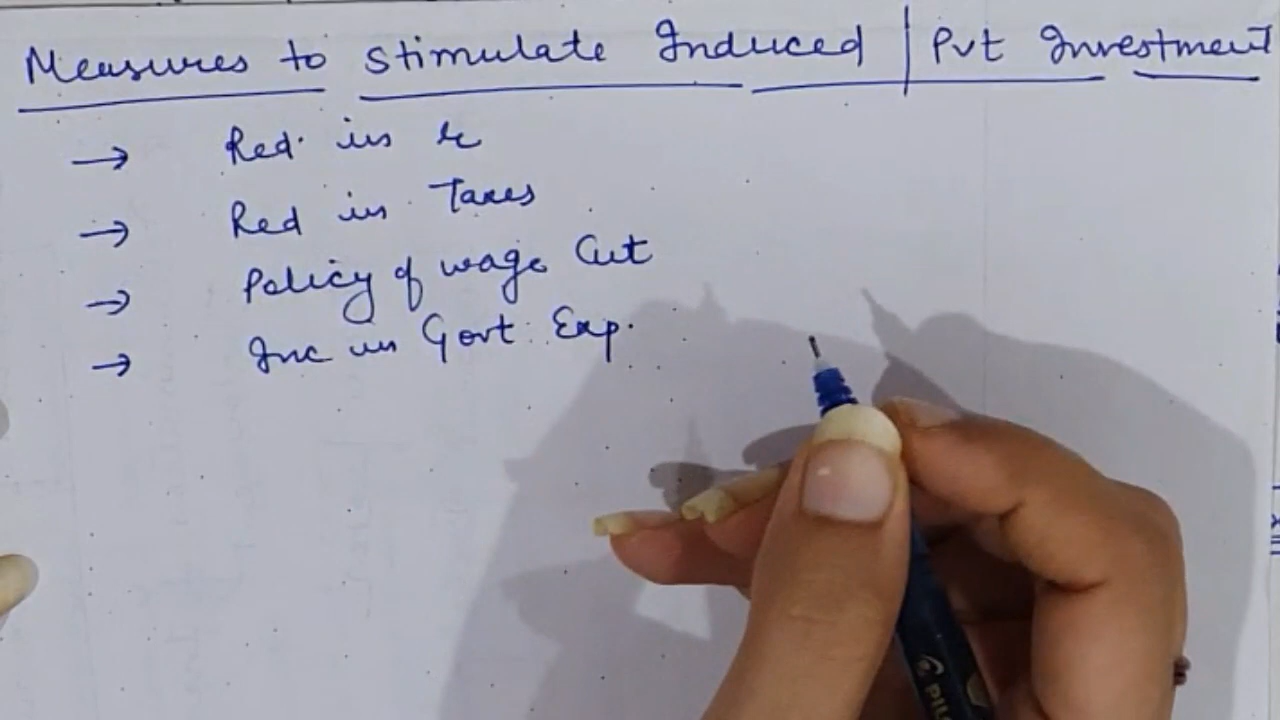 Measures to stimulate Induced | Pvt Investment
→ Red. in r
→ Red in Taxes
→ Policy of wage Cut
→ Inc in Govt. Exp.
PIL